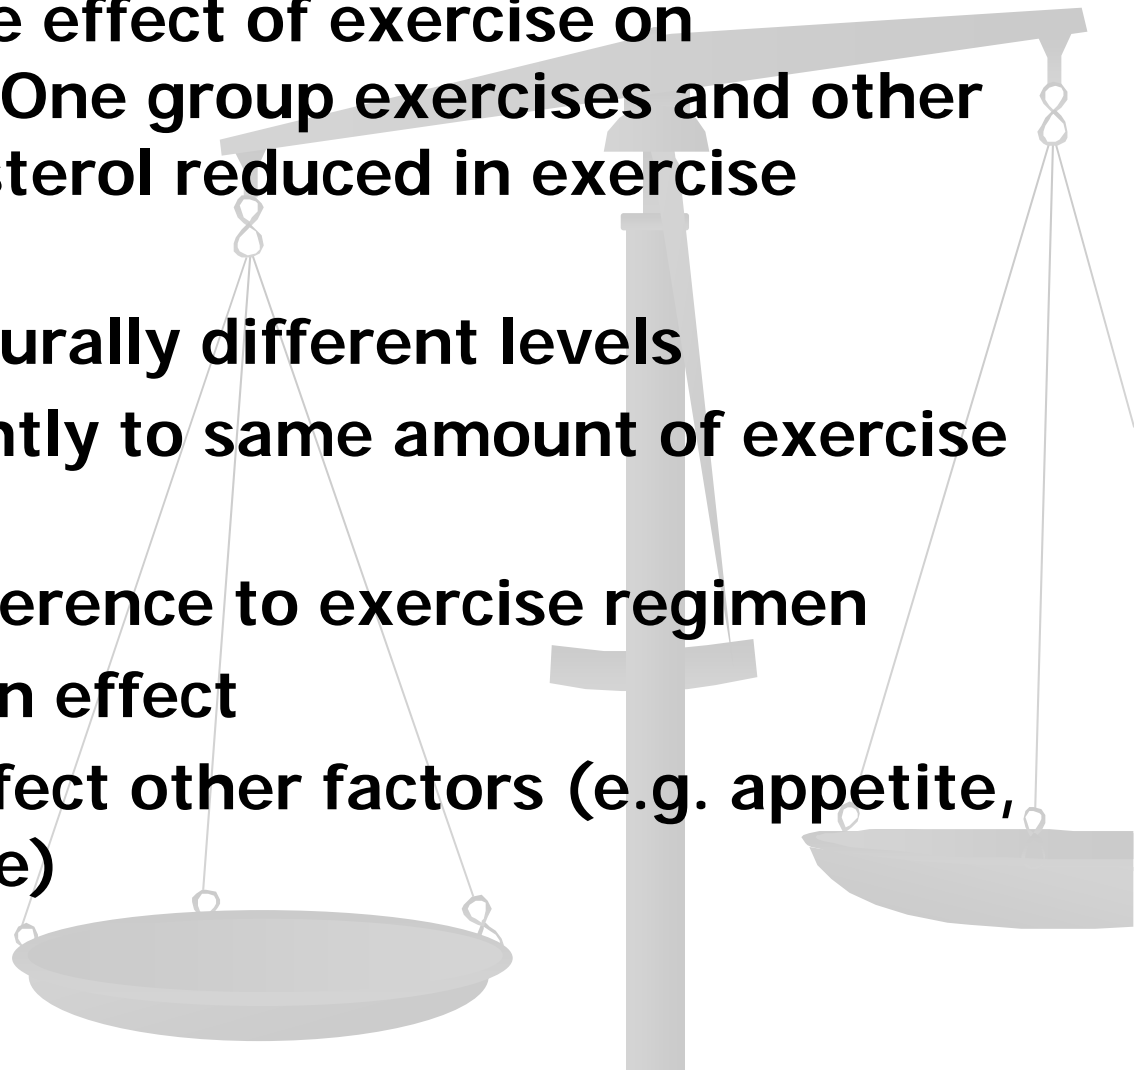 e effect of exercise on
One group exercises and other
sterol reduced in exercise
urally different levels
ntly to same amount of exercise
erence to exercise regimen
n effect
fect other factors (e.g. appetite,
e)